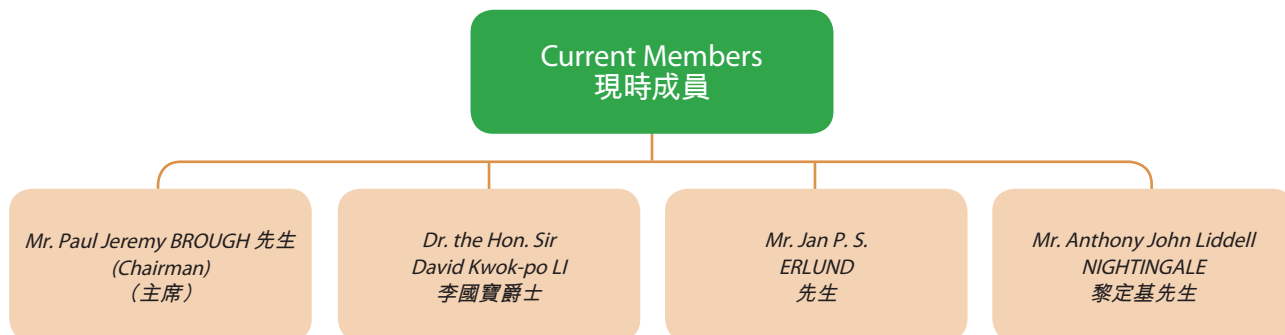 Current Members
現時成員
Mr. Paul Jeremy BROUGH 先生
(Chairman)
（主席）
Dr. the Hon. Sir
David Kwok-po LI
李國寶爵士
Mr. Jan P. S.
ERLUND
先生
Mr. Anthony John Liddell
NIGHTINGALE
黎定基先生